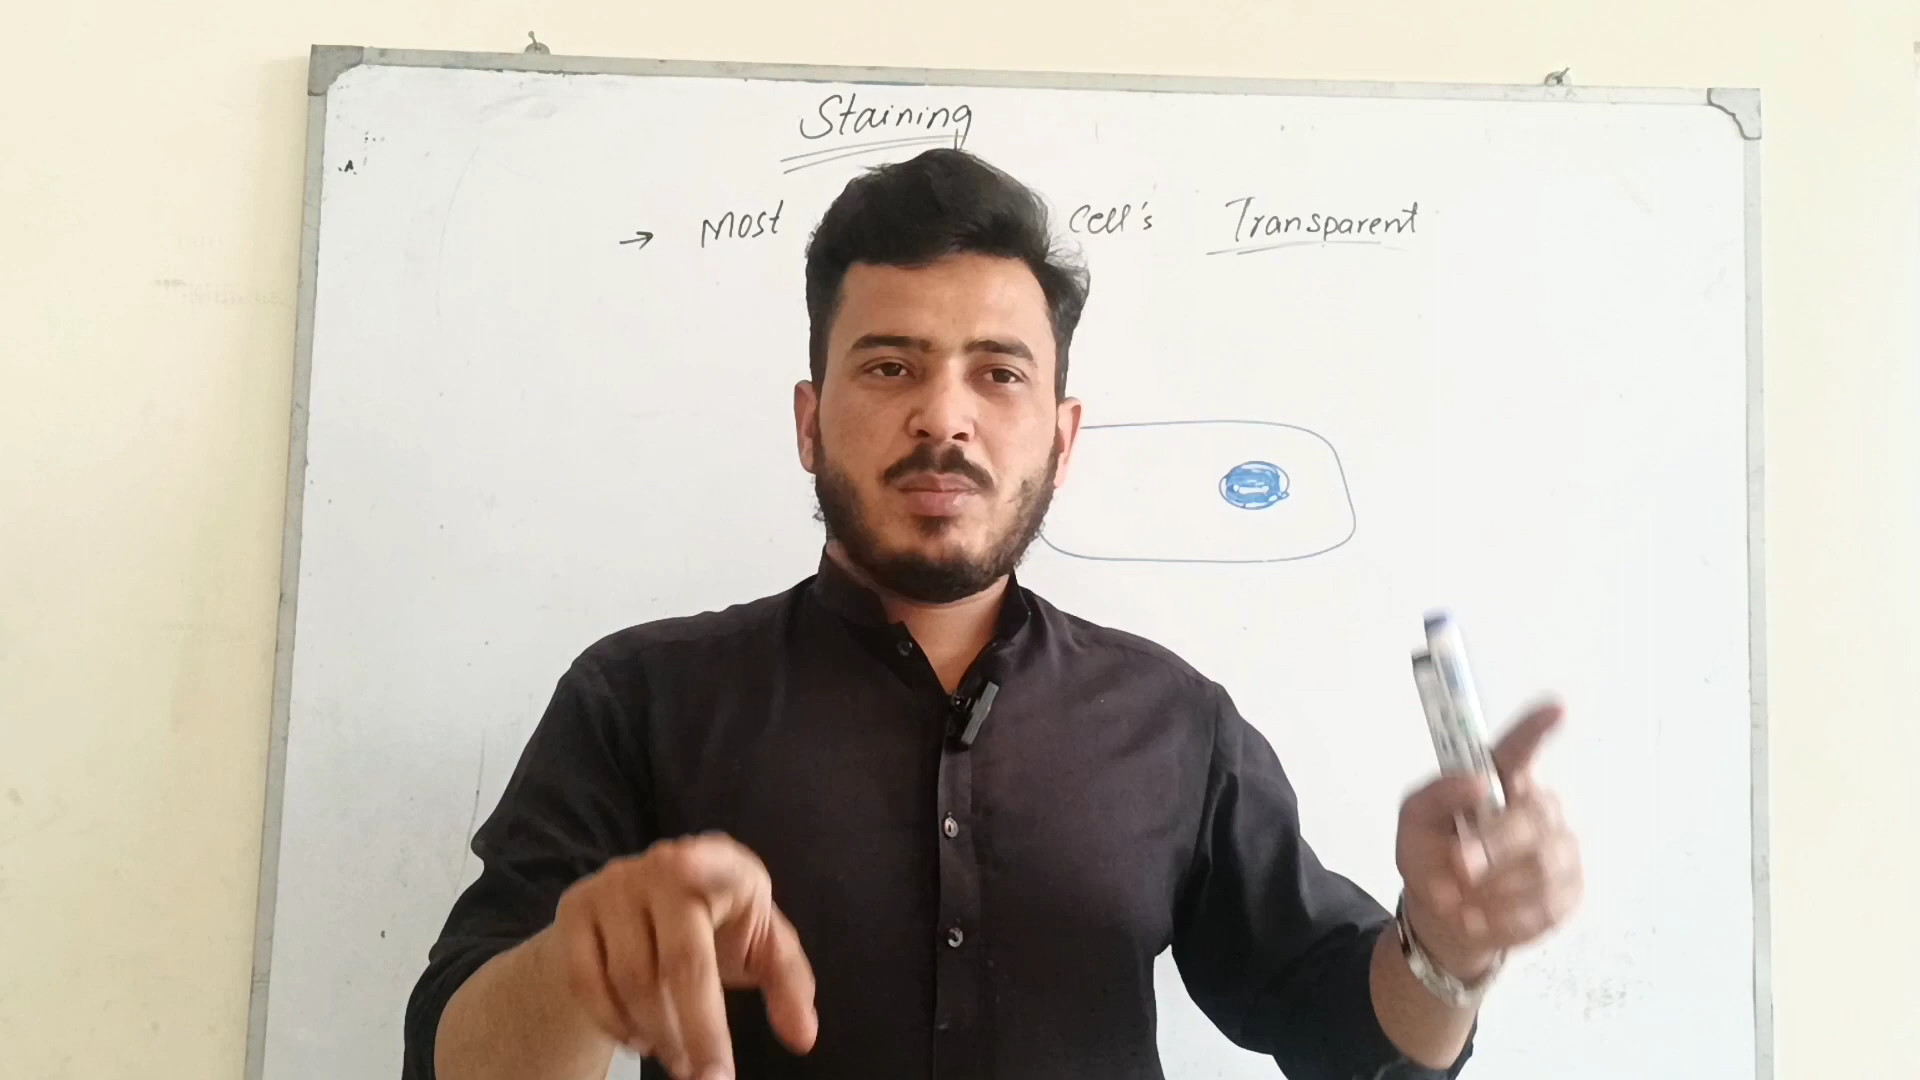 Staining
→ Most Cell's Transparent